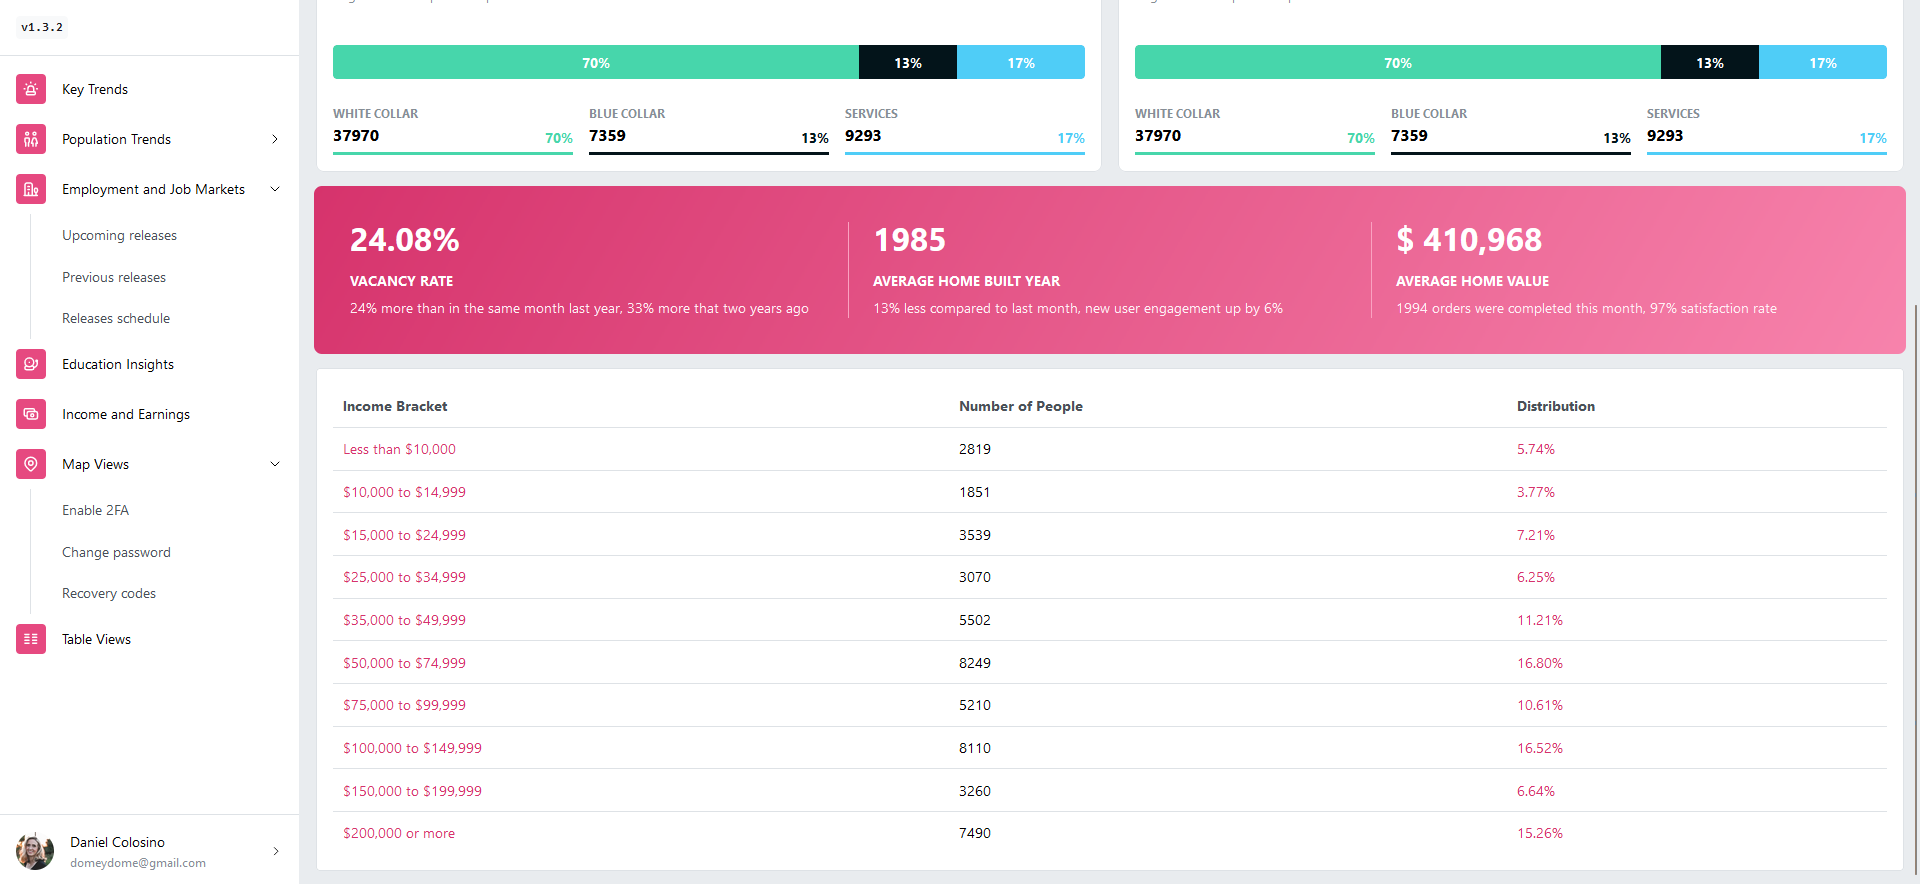 v1.3.2
Key Trends
Population Trends
Employment and Job Markets
Upcoming releases
Previous releases
Releases schedule
Education Insights
Income and Earnings
Map Views
Enable 2FA
Change password
Recovery codes
Table Views
Daniel Colosino
domeydome@gmail.com
70% 13% 17%
WHITE COLLAR BLUE COLLAR SERVICES
37970 70% 7359 13% 9293 17%
70% 13% 17%
WHITE COLLAR BLUE COLLAR SERVICES
37970 70% 7359 13% 9293 17%
24.08%
VACANCY RATE
24% more than in the same month last year, 33% more that two years ago
1985
AVERAGE HOME BUILT YEAR
13% less compared to last month, new user engagement up by 6%
$ 410,968
AVERAGE HOME VALUE
1994 orders were completed this month, 97% satisfaction rate
Income Bracket Number of People Distribution
Less than $10,000 2819 5.74%
$10,000 to $14,999 1851 3.77%
$15,000 to $24,999 3539 7.21%
$25,000 to $34,999 3070 6.25%
$35,000 to $49,999 5502 11.21%
$50,000 to $74,999 8249 16.80%
$75,000 to $99,999 5210 10.61%
$100,000 to $149,999 8110 16.52%
$150,000 to $199,999 3260 6.64%
$200,000 or more 7490 15.26%